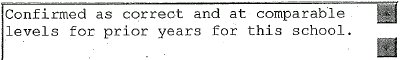 Confirmed as correct and at comparable
levels for prior years for this school.